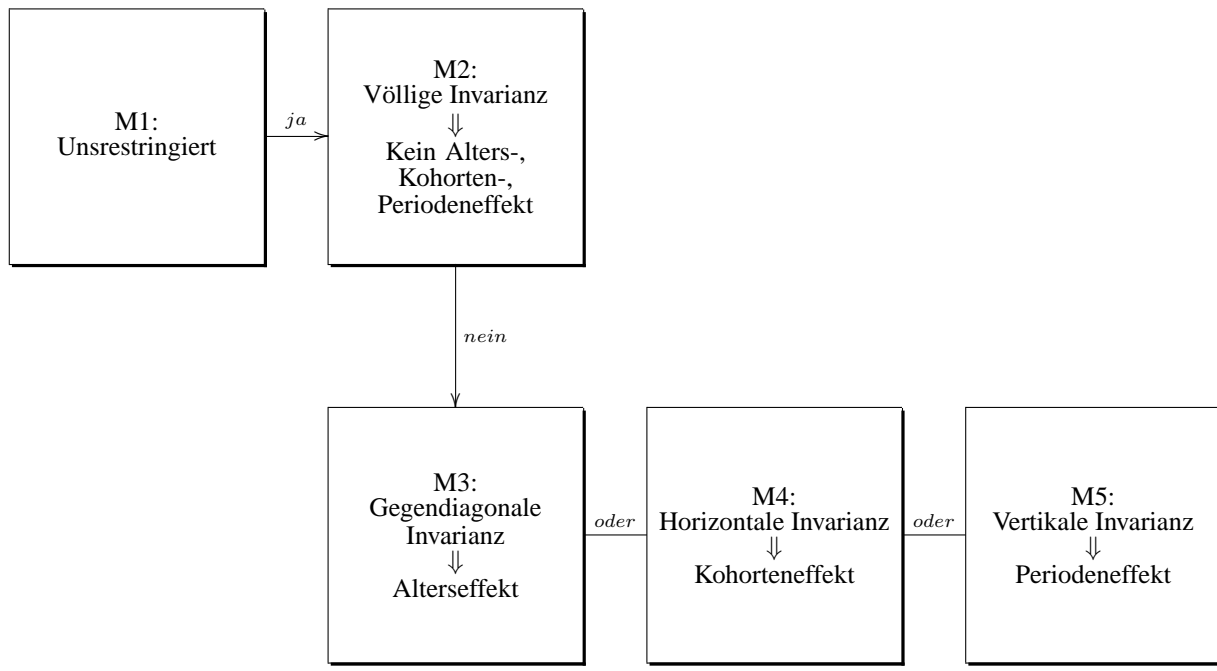 M1:
Unsrestringiert
ja
M2:
Völlige Invarianz
⇓
Kein Alters-,
Kohorten-,
Periodeneffekt
nein
M3:
Gegendiagonale
Invarianz
⇓
Alterseffekt
oder
M4:
Horizontale Invarianz
⇓
Kohorteneffekt
oder
M5:
Vertikale Invarianz
⇓
Periodeneffekt